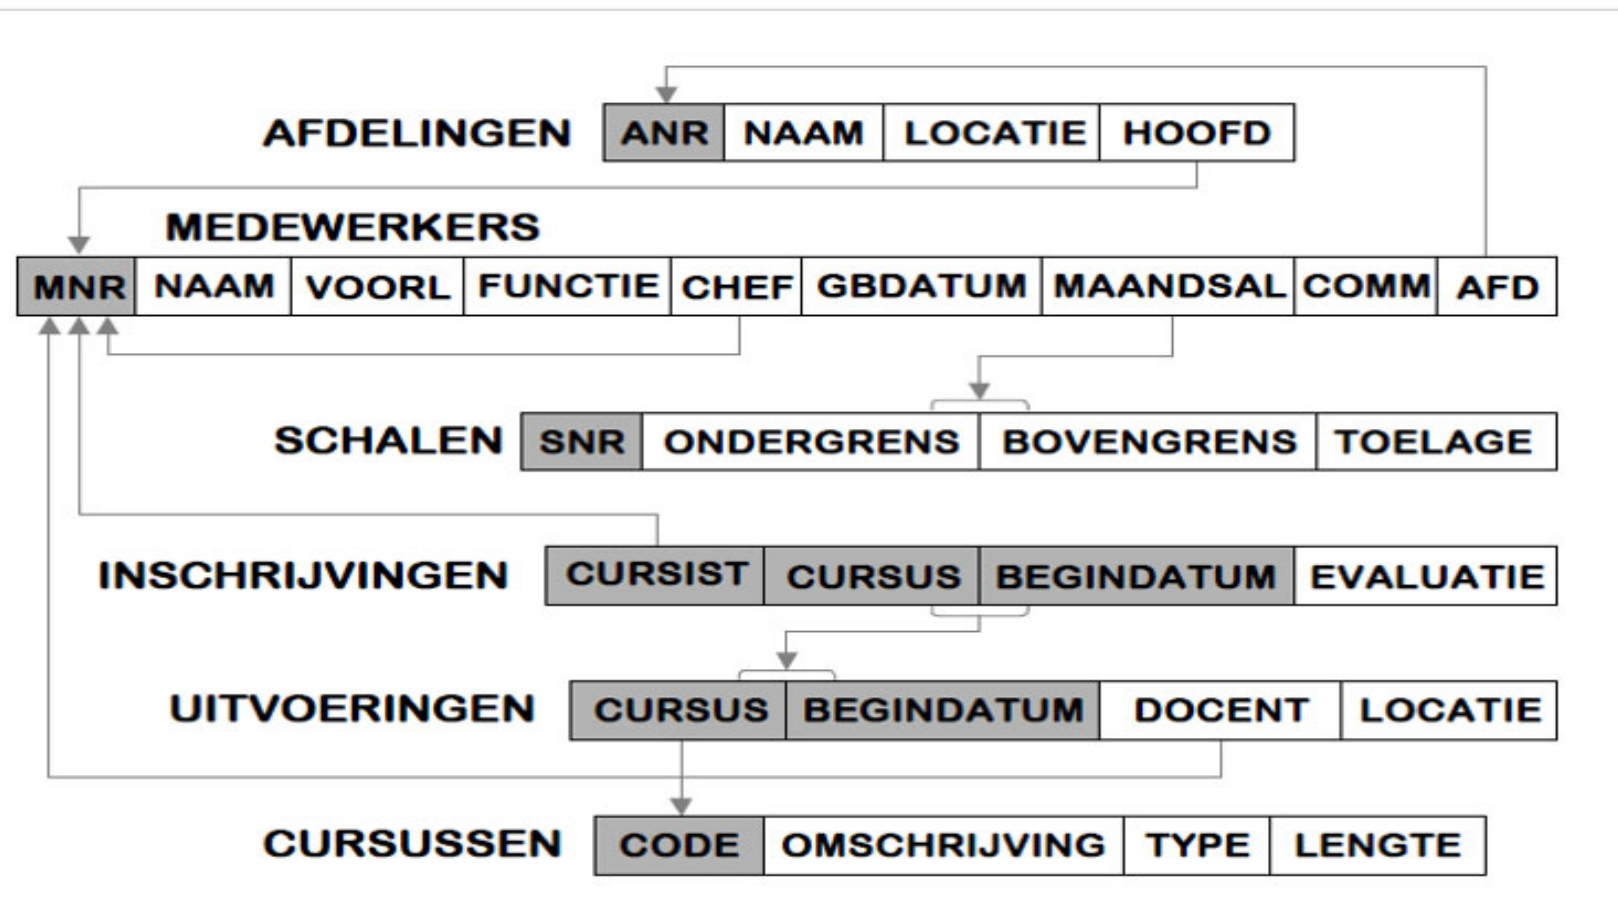 AFDELINGEN ANR NAAM LOCATIE HOOFD
MEDEWERKERS
MNR NAAM VOORL FUNCTIE CHEF GBDATUM MAANDSAL COMM AFD
SCHALEN SNR ONDERGRENS BOVENGRENS TOELAGE
INSCHRIJVINGEN CURSIST CURSUS BEGINDATUM EVALUATIE
UITVOERINGEN CURSUS BEGINDATUM DOCENT LOCATIE
CURSUSSEN CODE OMSCHRIJVING TYPE LENGTE